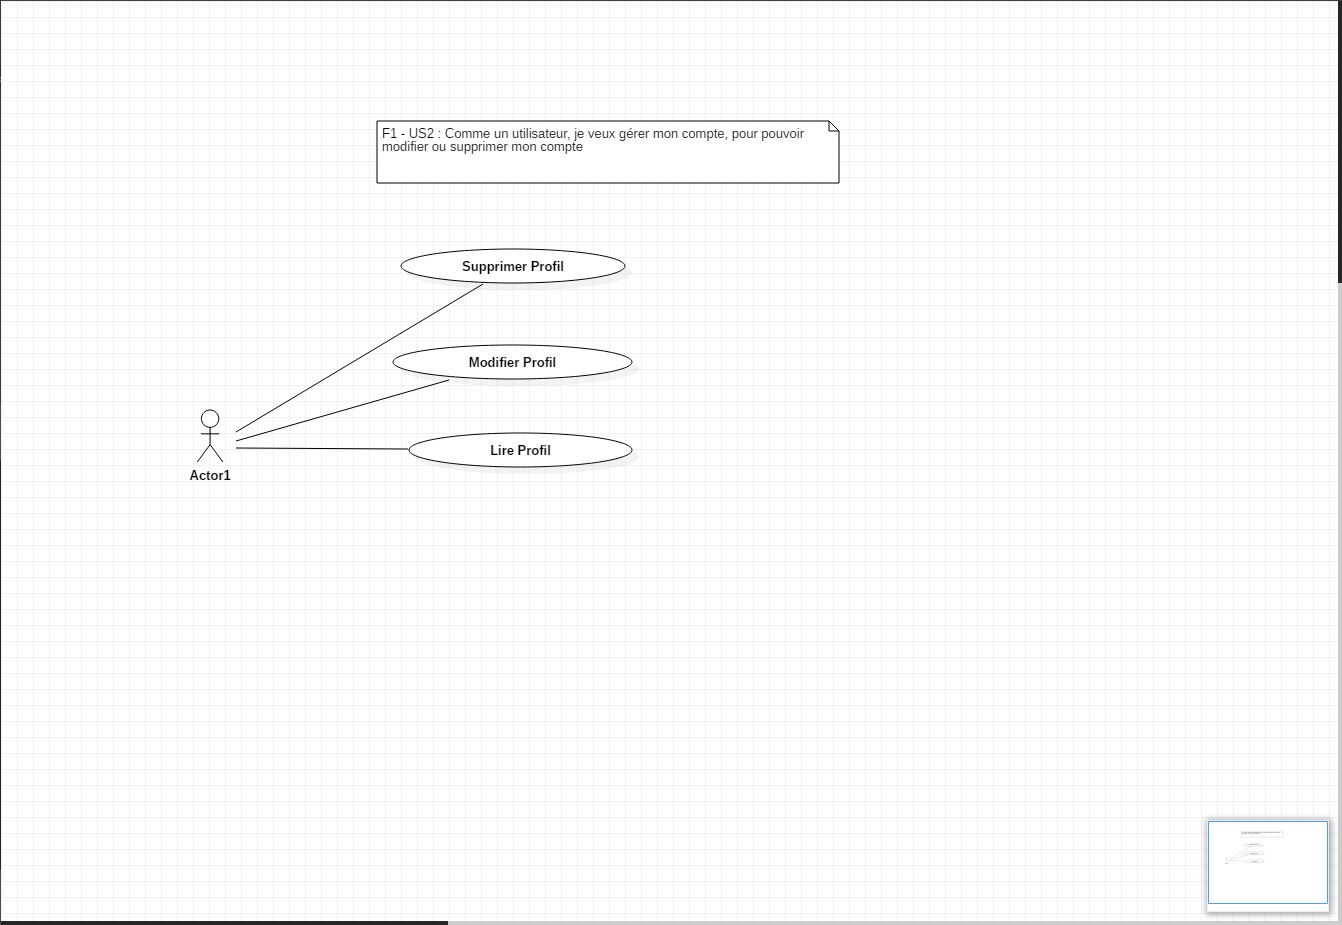 F1 - US2 : Comme un utilisateur, je veux gérer mon compte, pour pouvoir
modifier ou supprimer mon compte
Supprimer Profil
Modifier Profil
Lire Profil
Actor1